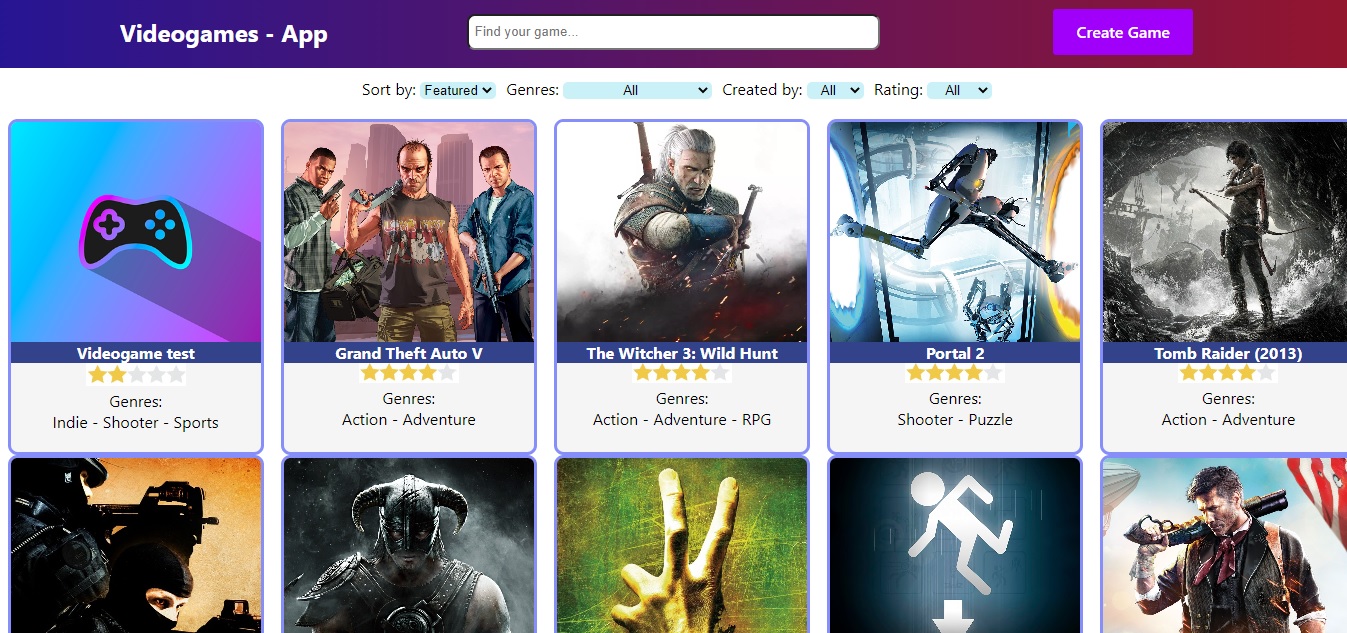 Videogames - App
Find your game...
Create Game
Sort by: Featured Genres: All Created by: All Rating: All
Videogame test
Genres:
Indie - Shooter - Sports
Grand Theft Auto V
Genres:
Action - Adventure
The Witcher 3: Wild Hunt
Genres:
Action - Adventure - RPG
Portal 2
Genres:
Shooter - Puzzle
Tomb Raider (2013)
Genres:
Action - Adventure